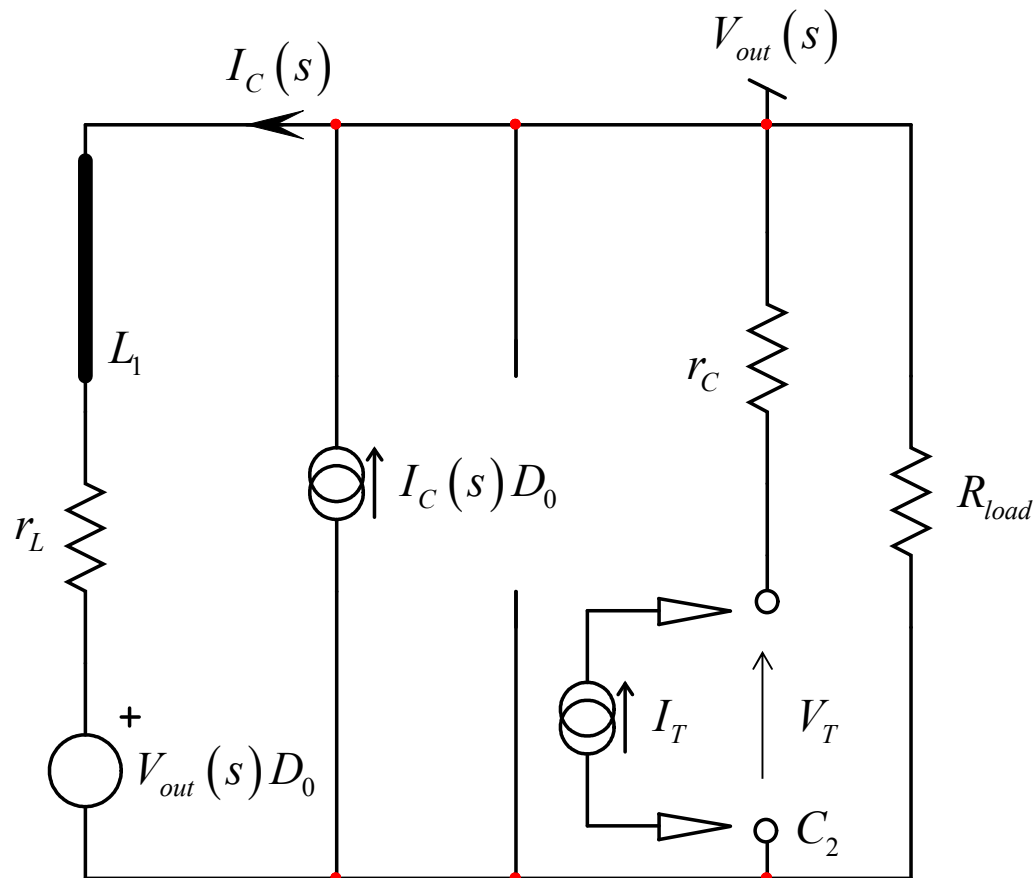 V_out(s)
I_C(s)
L_1
r_C
I_C(s)D_0
R_load
r_L
+
I_T
V_T
V_out(s)D_0
C_2